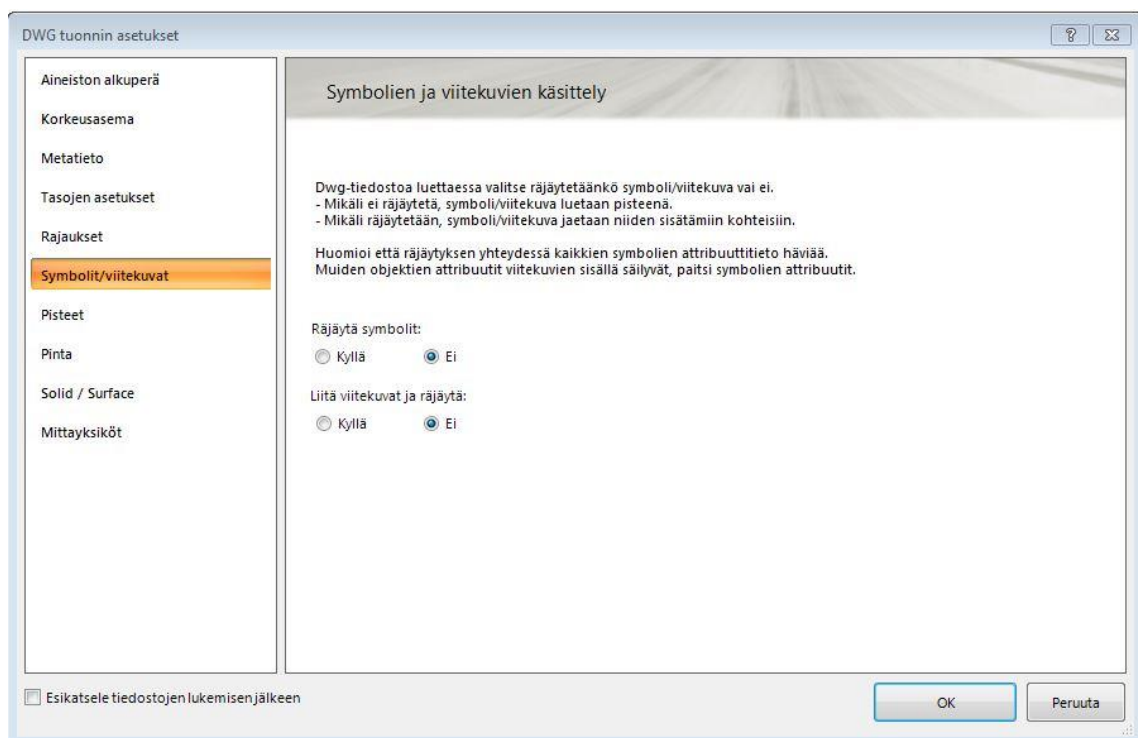 DWG tuonnin asetukset
Aineiston alkuperä
Korkeusasema
Metatieto
Tasojen asetukset
Rajaukset
Symbolit/viitekuvat
Pisteet
Pinta
Solid / Surface
Mittayksiköt
Symbolien ja viitekuvien käsittely
Dwg-tiedostoa luettaessa valitse räjäytetäänkö symboli/viitekuva vai ei.
- Mikäli ei räjäytetä, symboli/viitekuva luetaan pisteenä.
- Mikäli räjäytetään, symboli/viitekuva jaetaan niiden sisätämiin kohteisiin.
Huomioi että räjäytyksen yhteydessä kaikkien symbolien attribuuttitieto häviää.
Muiden objektien attribuutit viitekuvien sisällä säilyvät, paitsi symbolien attribuutit.
Räjäytä symbolit:
Kyllä Ei
Liitä viitekuvat ja räjäytä:
Kyllä Ei
Esikatsele tiedostojen lukemisen jälkeen
OK Peruuta